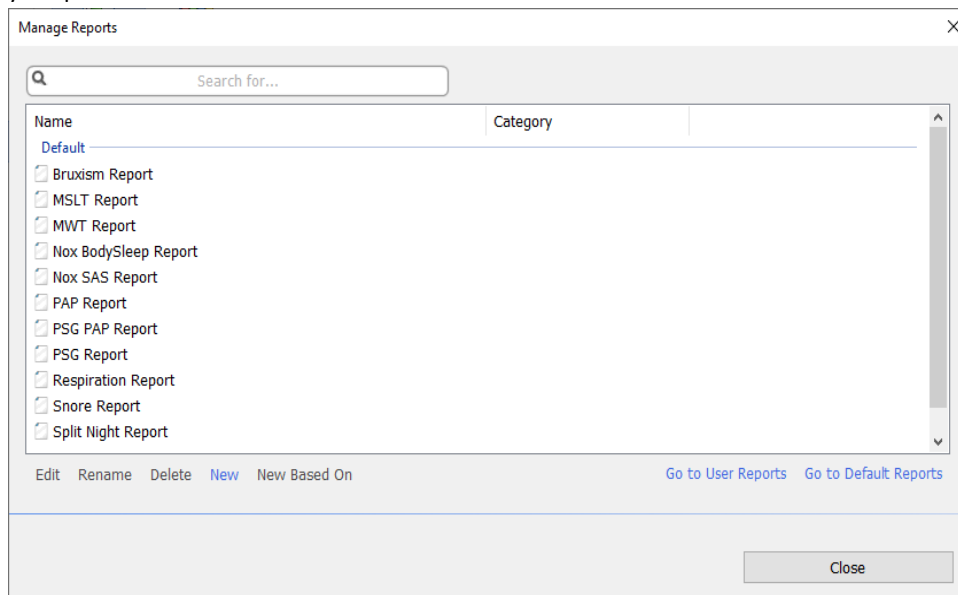 Manage Reports
Search for...
Name Category
Default
Bruxism Report
MSLT Report
MWT Report
Nox BodySleep Report
Nox SAS Report
PAP Report
PSG PAP Report
PSG Report
Respiration Report
Snore Report
Split Night Report
Edit Rename Delete New New Based On Go to User Reports Go to Default Reports
Close